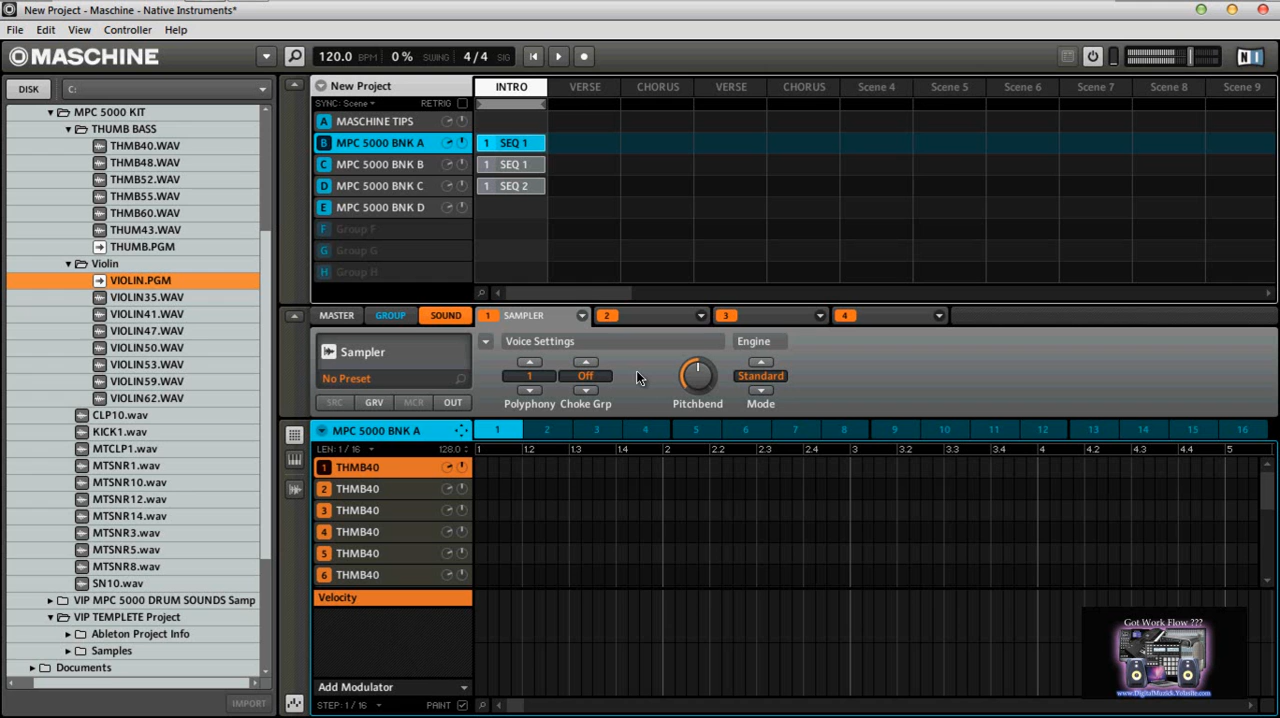 New Project - Maschine - Native Instruments*
File Edit View Controller Help
MASCHINE 120.0 BPM 0% SWING 4/4 SIG NI
DISK C:
MPC 5000 KIT
THUMB BASS
THMB40.WAV
THMB48.WAV
THMB52.WAV
THMB55.WAV
THMB60.WAV
THUM43.WAV
THUMB.PGM
Violin
VIOLIN.PGM
VIOLIN35.WAV
VIOLIN41.WAV
VIOLIN47.WAV
VIOLIN50.WAV
VIOLIN53.WAV
VIOLIN59.WAV
VIOLIN62.WAV
CLP10.wav
KICK1.wav
MTCLP1.wav
MTSNR1.wav
MTSNR10.wav
MTSNR12.wav
MTSNR14.wav
MTSNR3.wav
MTSNR5.wav
MTSNR8.wav
SN10.wav
VIP MPC 5000 DRUM SOUNDS Samp
VIP TEMPLETE Project
Ableton Project Info
Samples
Documents
IMPORT
New Project INTRO VERSE CHORUS VERSE CHORUS Scene 4 Scene 5 Scene 6 Scene 7 Scene 8 Scene 9
SYNC: Scene RETRIG
A MASCHINE TIPS
B MPC 5000 BNK A 1 SEQ 1
C MPC 5000 BNK B 1 SEQ 1
D MPC 5000 BNK C 1 SEQ 2
E MPC 5000 BNK D
F Group F
G Group G
H Group H
MASTER GROUP SOUND 1 SAMPLER 2 3 4
Sampler
No Preset
SRC GRV MCR OUT
Voice Settings Engine
1 Off Standard
Polyphony Choke Grp Pitchbend Mode
MPC 5000 BNK A 1 2 3 4 5 6 7 8 9 10 11 12 13 14 15 16
LEN: 1 / 16 128.0 1 1.2 1.3 1.4 2 2.2 2.3 2.4 3 3.2 3.3 3.4 4 4.2 4.3 4.4 5
1 THMB40
2 THMB40
3 THMB40
4 THMB40
5 THMB40
6 THMB40
Velocity
Add Modulator
STEP: 1 / 16 PAINT
Got Work Flow ???
www.DigitalMuzik8.Yolasite.com